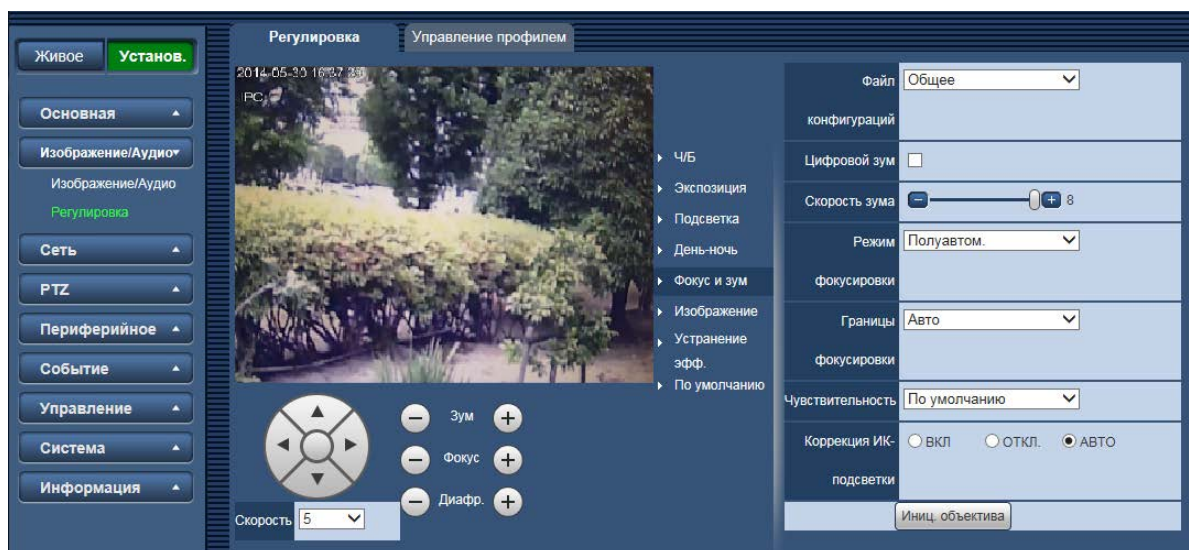 Живое
Установ.
Основная
Изображение/Аудио
Изображение/Аудио
Регулировка
Сеть
PTZ
Периферийное
Событие
Управление
Система
Информация
Регулировка
Управление профилем
2014-05-30 16:37:39
PC
Ч/Б
Экспозиция
Подсветка
День-ночь
Фокус и зум
Изображение
Устранение
эфф.
По умолчанию
Зум
Фокус
Диафр.
Скорость 5
Файл Общее
конфигураций
Цифровой зум
Скорость зума 8
Режим Полуавтом.
фокусировки
Границы Авто
фокусировки
Чувствительность По умолчанию
Коррекция ИК- ВКЛ ОТКЛ. АВТО
подсветки
Иниц. объектива